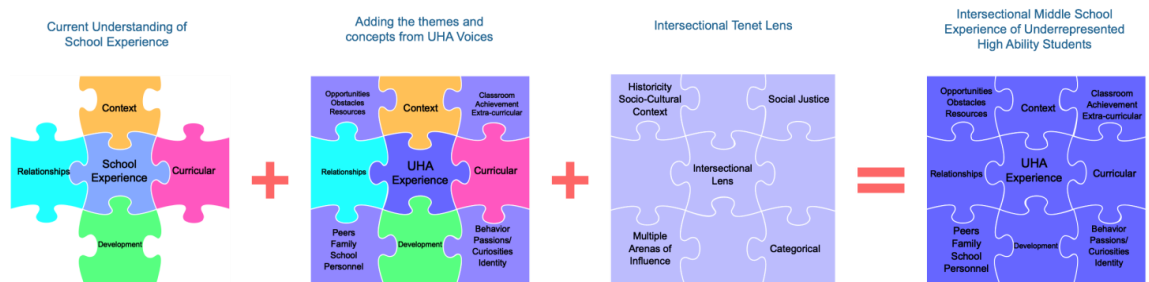 Current Understanding of
School Experience
Context
Relationships
School
Experience
Curricular
Development
+
Adding the themes and
concepts from UHA Voices
Opportunities
Obstacles
Resources
Context
Classroom
Achievement
Extra-curricular
Relationships
UHA
Experience
Curricular
Peers
Family
School
Personnel
Development
Behavior
Passions/
Curiosities
Identity
+
Intersectional Tenet Lens
Historicity
Socio-Cultural
Context
Social Justice
Intersectional
Lens
Multiple
Arenas of
Influence
Categorical
=
Intersectional Middle School
Experience of Underrepresented
High Ability Students
Opportunities
Obstacles
Resources
Context
Classroom
Achievement
Extra-curricular
Relationships
UHA
Experience
Curricular
Peers
Family
School
Personnel
Development
Behavior
Passions/
Curiosities
Identity